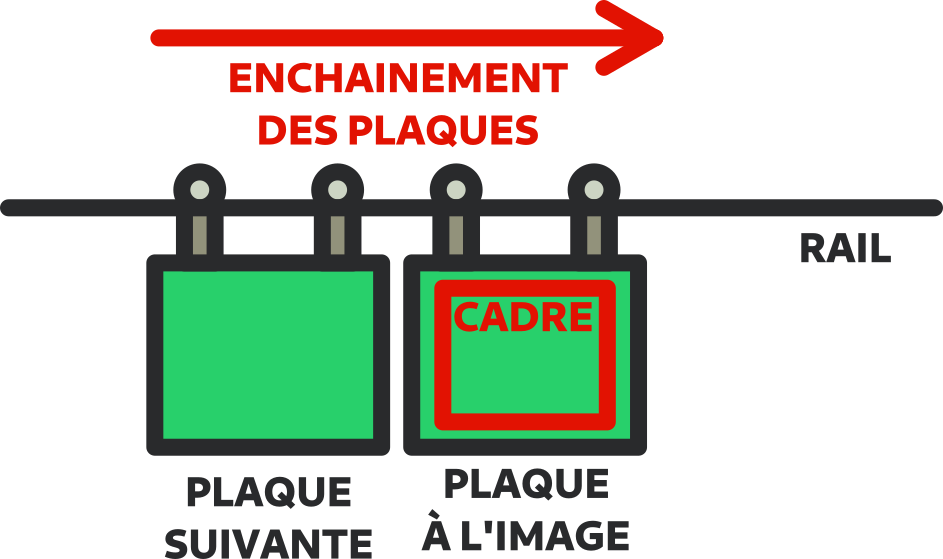 ENCHAINEMENT
DES PLAQUES
RAIL
CADRE
PLAQUE
SUIVANTE
PLAQUE
À L'IMAGE